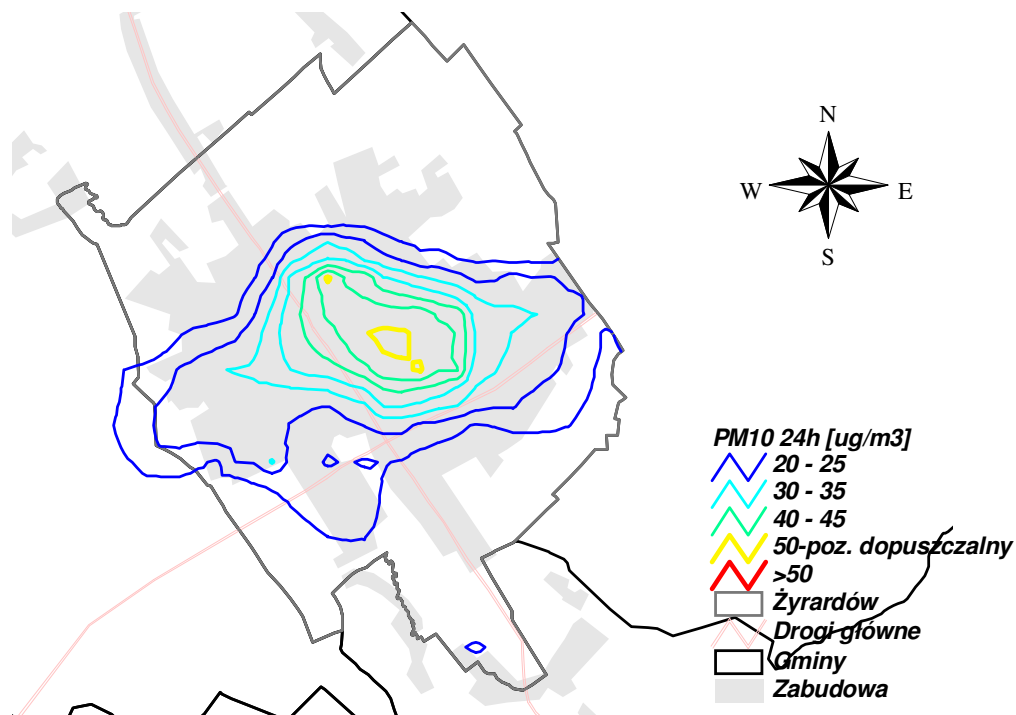 N
W E
S
PM10 24h [ug/m3]
20 - 25
30 - 35
40 - 45
50-poz. dopuszczalny
>50
Żyrardów
Drogi główne
Gminy
Zabudowa